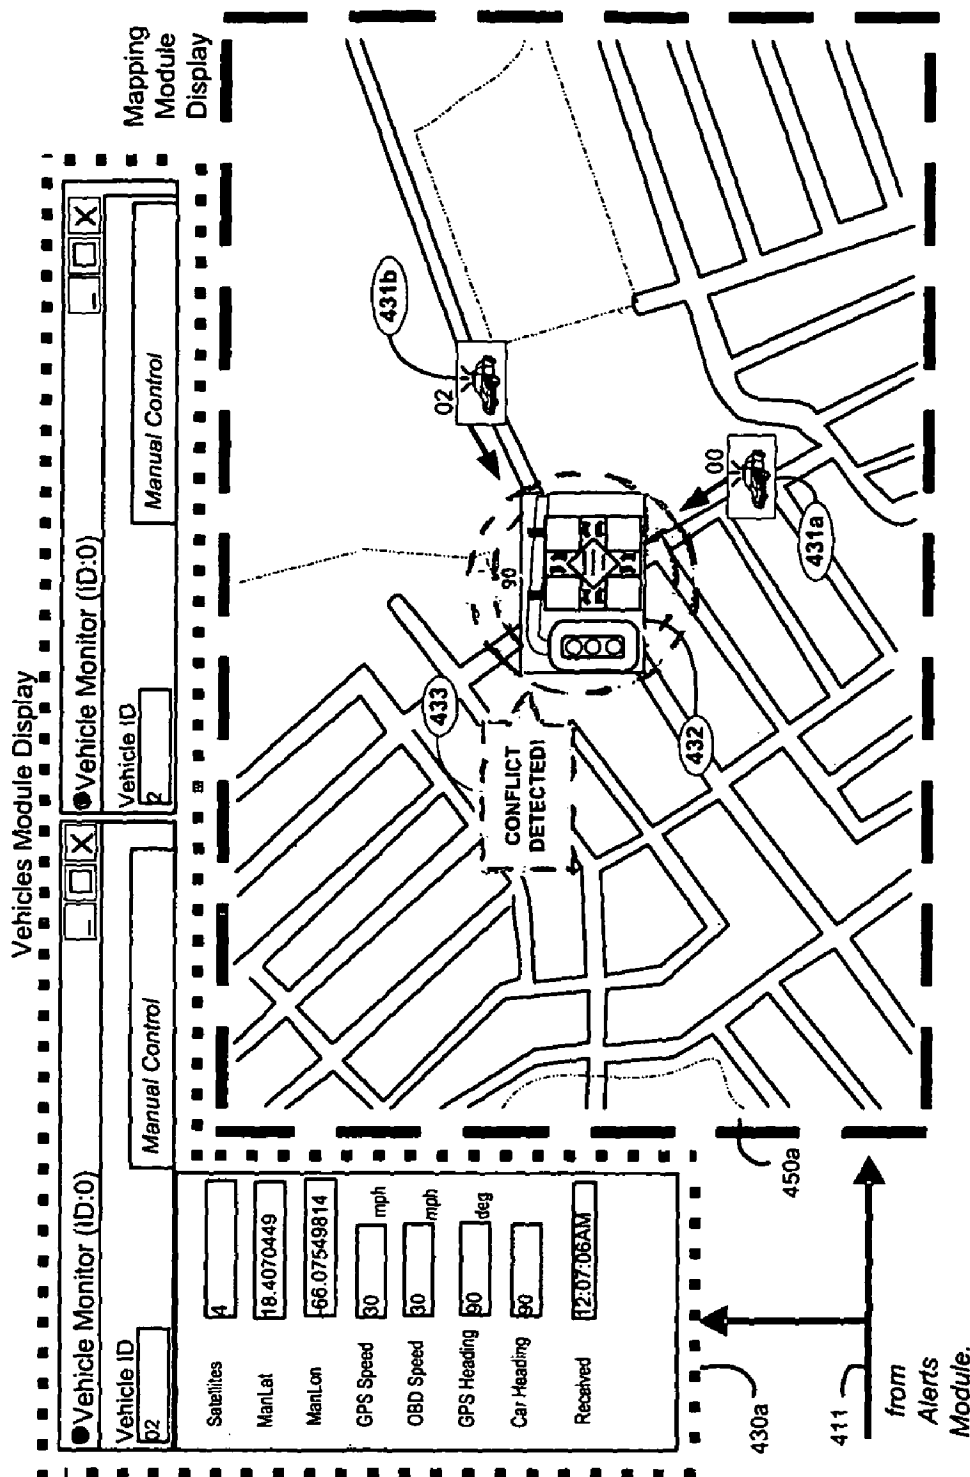 Vehicles Module Display
Vehicle Monitor (ID:0)
_ X
Vehicle ID
02
Manual Control
Satellites
4
ManLat
18.4070449
ManLon
-66.07549814
GPS Speed
30
mph
OBD Speed
30
mph
GPS Heading
90
deg
Car Heading
90
Received
12:07:06AM
Vehicle Monitor (ID:0)
_ X
Vehicle ID
2
Manual Control
Mapping
Module
Display
431b
02
90
00
431a
433
CONFLICT
DETECTED!
432
450a
430a
411
from
Alerts
Module.